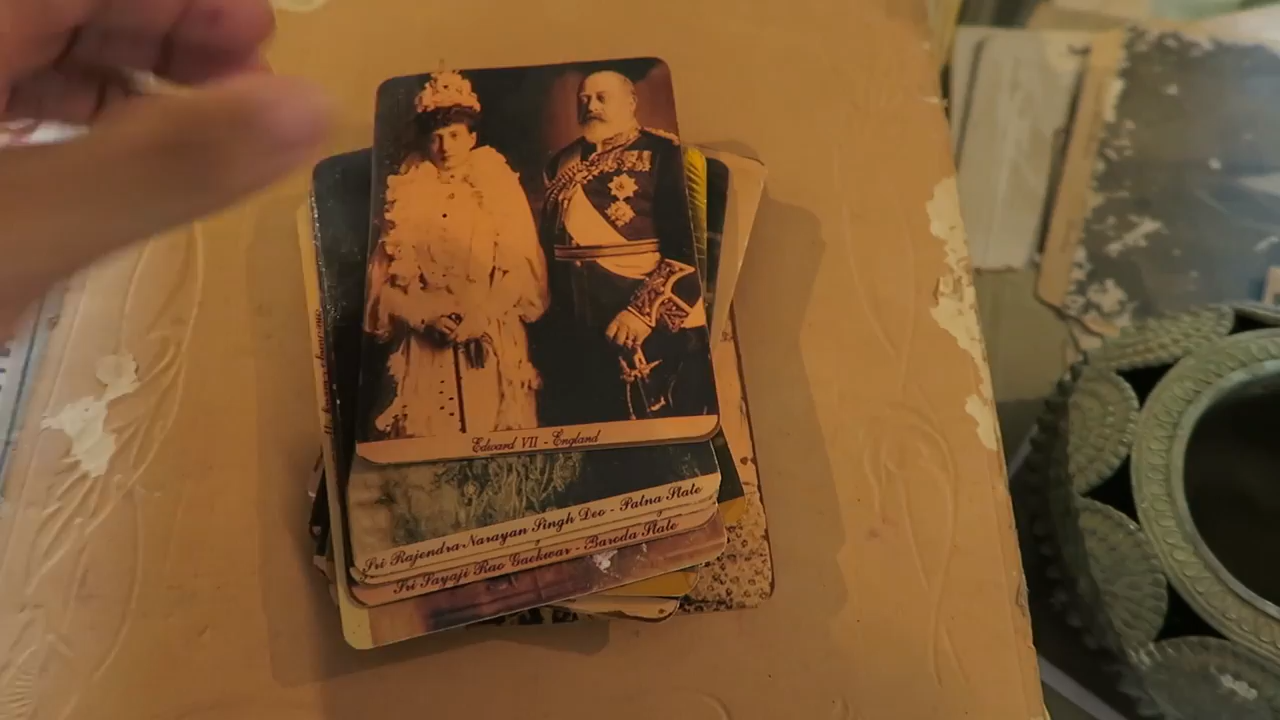 Edward VII - England
Sri Rajendra Narayan Singh Deo - Patna State
Sri Sayaji Rao Gaekwar - Baroda State